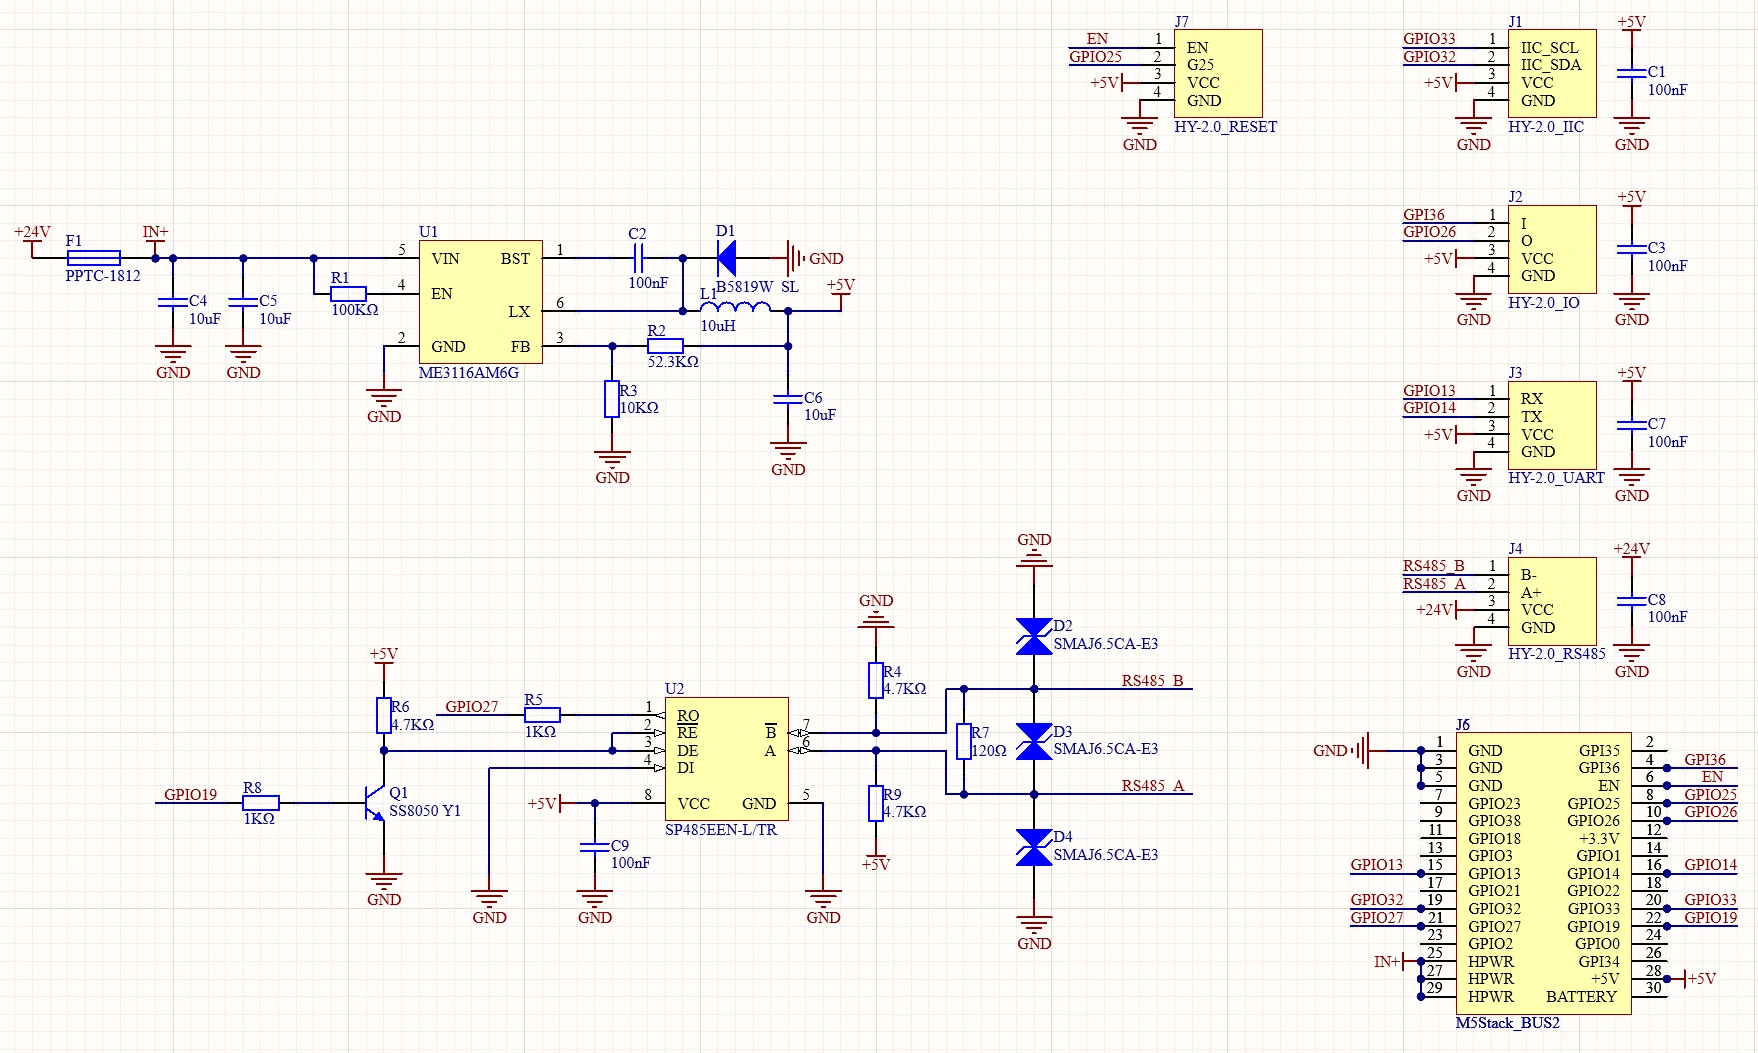 J7
EN 1 EN
GPIO25 2 G25
+5V 3 VCC
4 GND
GND
HY-2.0_RESET
J1
GPIO33 1 IIC_SCL
GPIO32 2 IIC_SDA
+5V 3 VCC
4 GND
GND
HY-2.0_IIC
+5V
C1
100nF
GND
J2
GPI36 1 I
GPIO26 2 O
+5V 3 VCC
4 GND
GND
HY-2.0_IO
+5V
C3
100nF
GND
+24V
F1
PPTC-1812
IN+
C4
10uF
GND
C5
10uF
GND
R1
100KΩ
U1
5 VIN BST 1
4 EN
LX 6
2 GND FB 3
ME3116AM6G
GND
C2
100nF
D1
B5819W SL
GND
L1
10uH
+5V
R2
52.3KΩ
R3
10KΩ
GND
C6
10uF
GND
J3
GPIO13 1 RX
GPIO14 2 TX
+5V 3 VCC
4 GND
GND
HY-2.0_UART
+5V
C7
100nF
GND
J4
RS485_B 1 B-
RS485_A 2 A+
+24V 3 VCC
4 GND
GND
HY-2.0_RS485
+24V
C8
100nF
GND
+5V
R6
4.7KΩ
GPIO27
R5
1KΩ
GPIO19
R8
1KΩ
Q1
SS8050 Y1
GND
U2
1 RO
2 RE B 7
3 DE A 6
4 DI
8 VCC GND 5
SP485EEN-L/TR
+5V
C9
100nF
GND
GND
GND
GND
R4
4.7KΩ
R9
4.7KΩ
+5V
R7
120Ω
GND
D2
SMAJ6.5CA-E3
RS485_B
D3
SMAJ6.5CA-E3
RS485_A
D4
SMAJ6.5CA-E3
GND
J6
GND 1 GND GPI35 2
3 GND GPI36 4 GPI36
5 GND EN 6 EN
7 GPIO23 GPIO25 8 GPIO25
9 GPIO38 GPIO26 10 GPIO26
11 GPIO18 +3.3V 12
13 GPIO3 GPIO1 14
GPIO13 15 GPIO13 GPIO14 16 GPIO14
17 GPIO21 GPIO22 18
GPIO32 19 GPIO32 GPIO33 20 GPIO33
GPIO27 21 GPIO27 GPIO19 22 GPIO19
23 GPIO2 GPIO0 24
IN+ 25 HPWR GPI34 26
27 HPWR +5V 28 +5V
29 HPWR BATTERY 30
M5Stack_BUS2